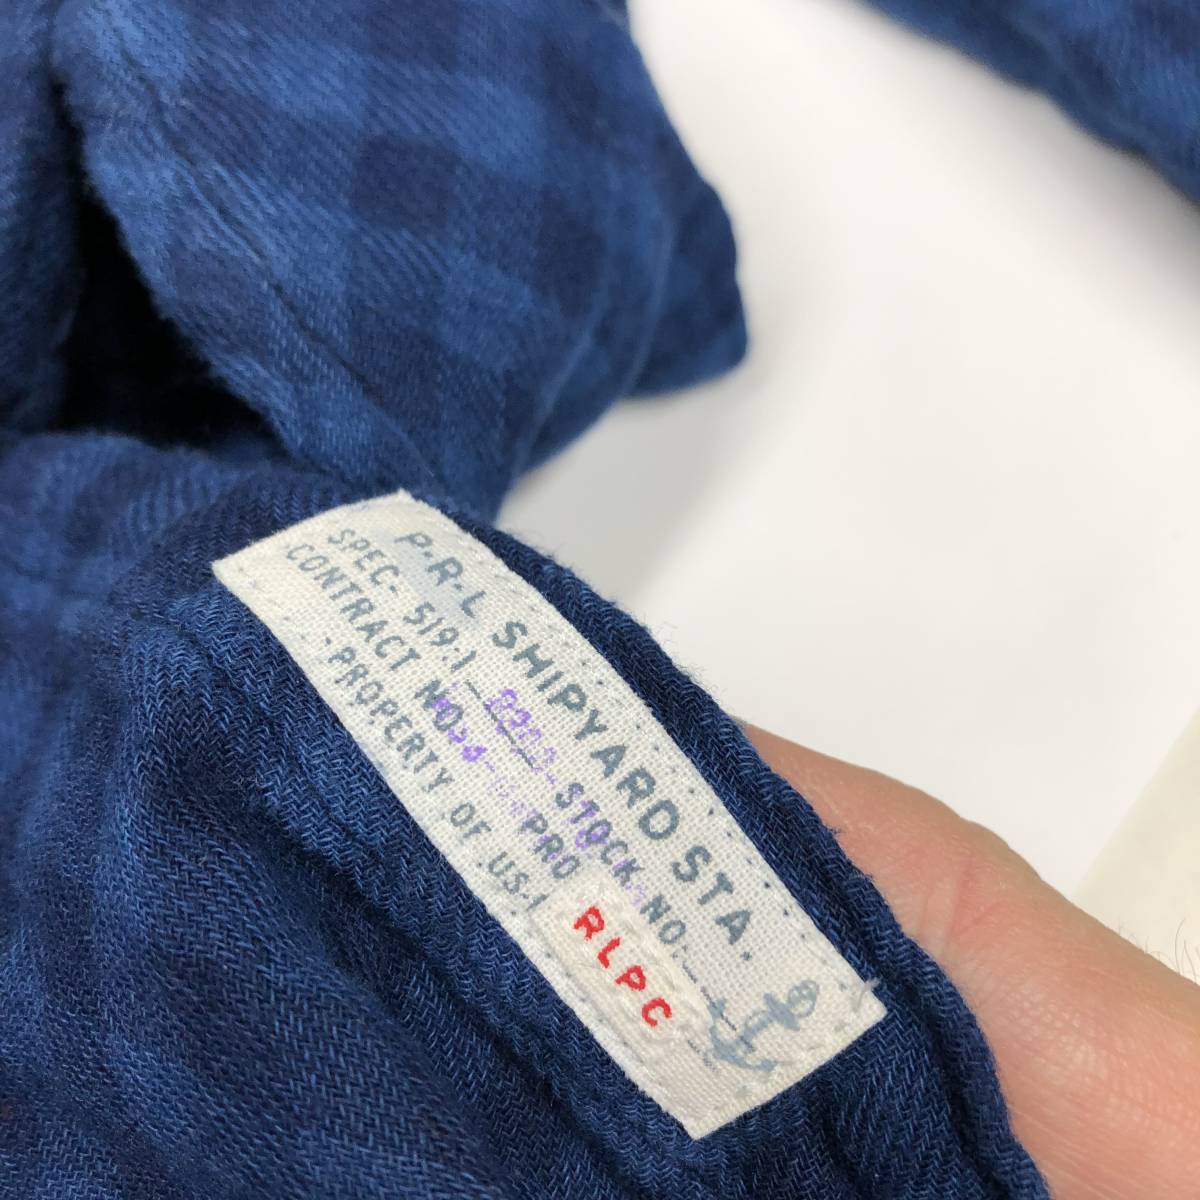 P-R-L SHIPYARD STA.
SPEC- 519-1 STOCK NO.
CONTRACT NO. PRO
-PROPERTY OF U.S-
RLPC